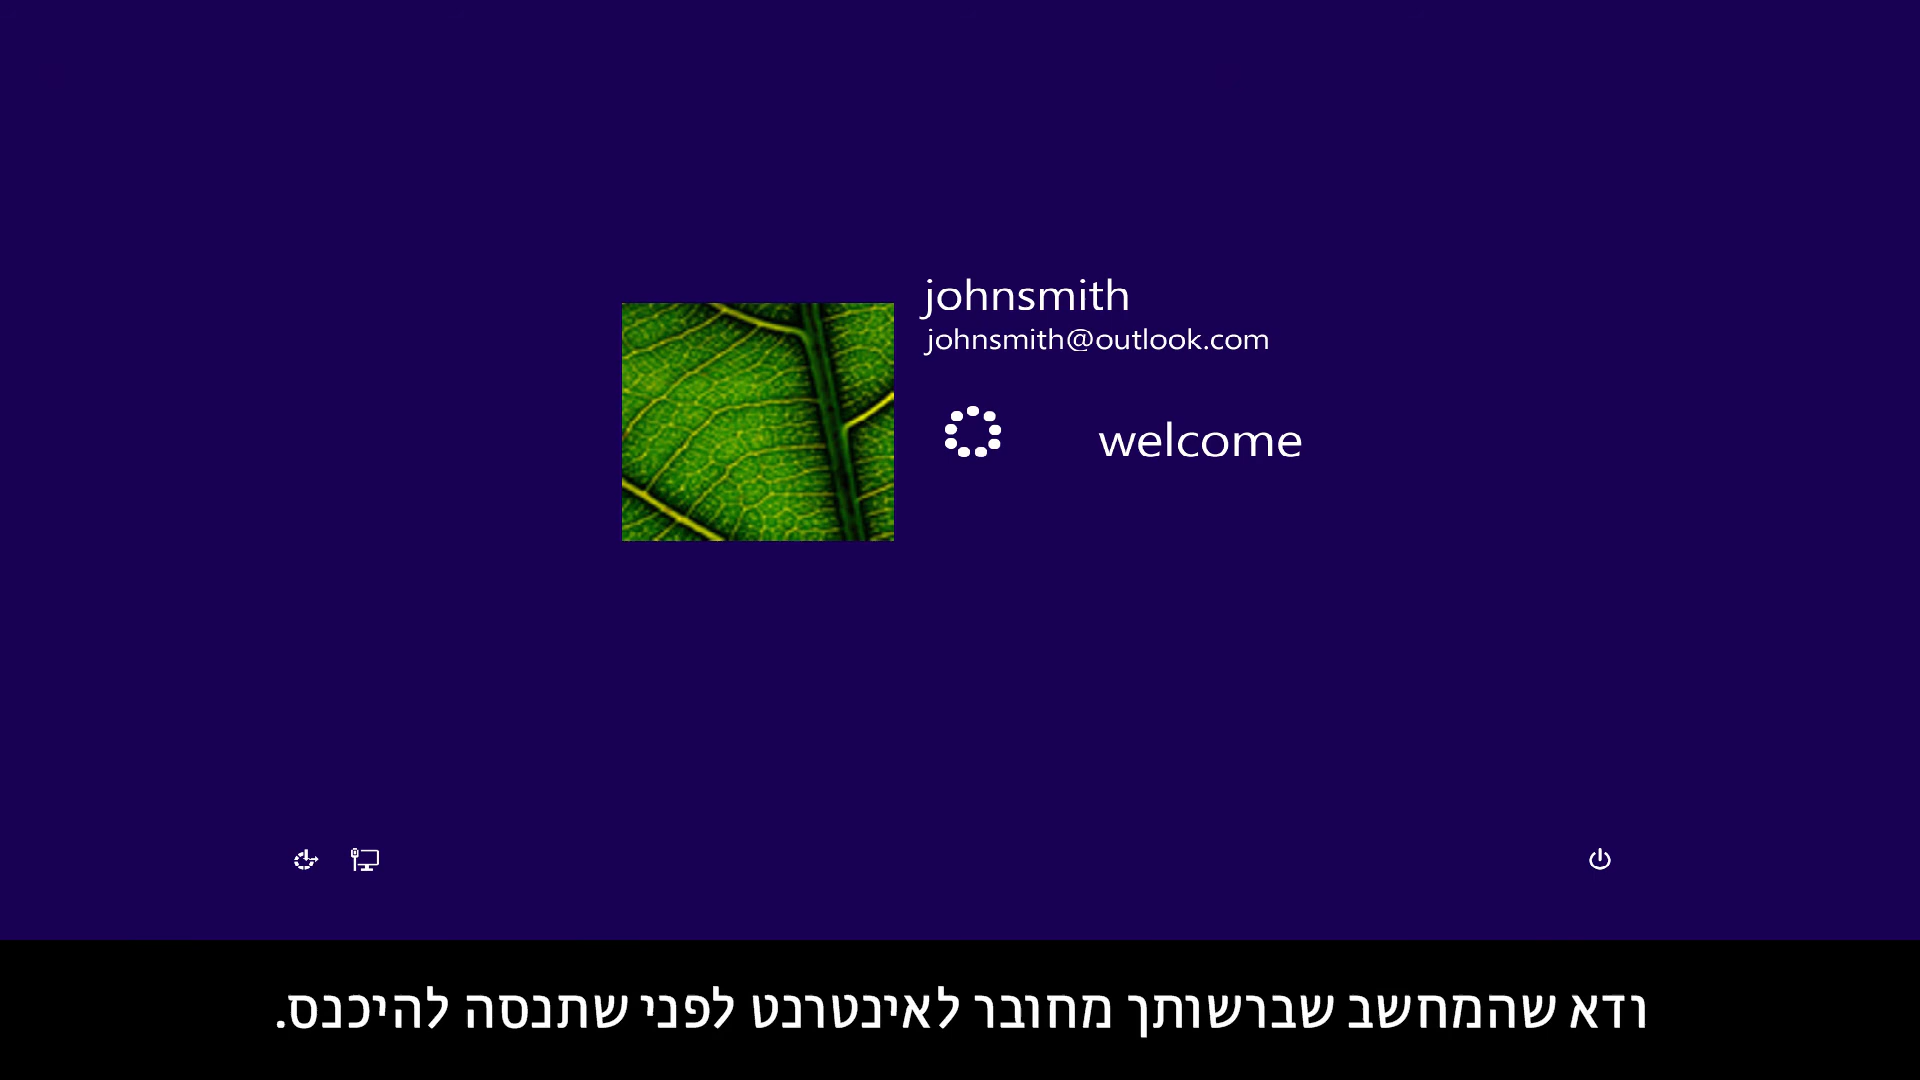 johnsmith
johnsmith@outlook.com
welcome
ודא שהמחשב שברשותך מחובר לאינטרנט לפני שתנסה להיכנס.